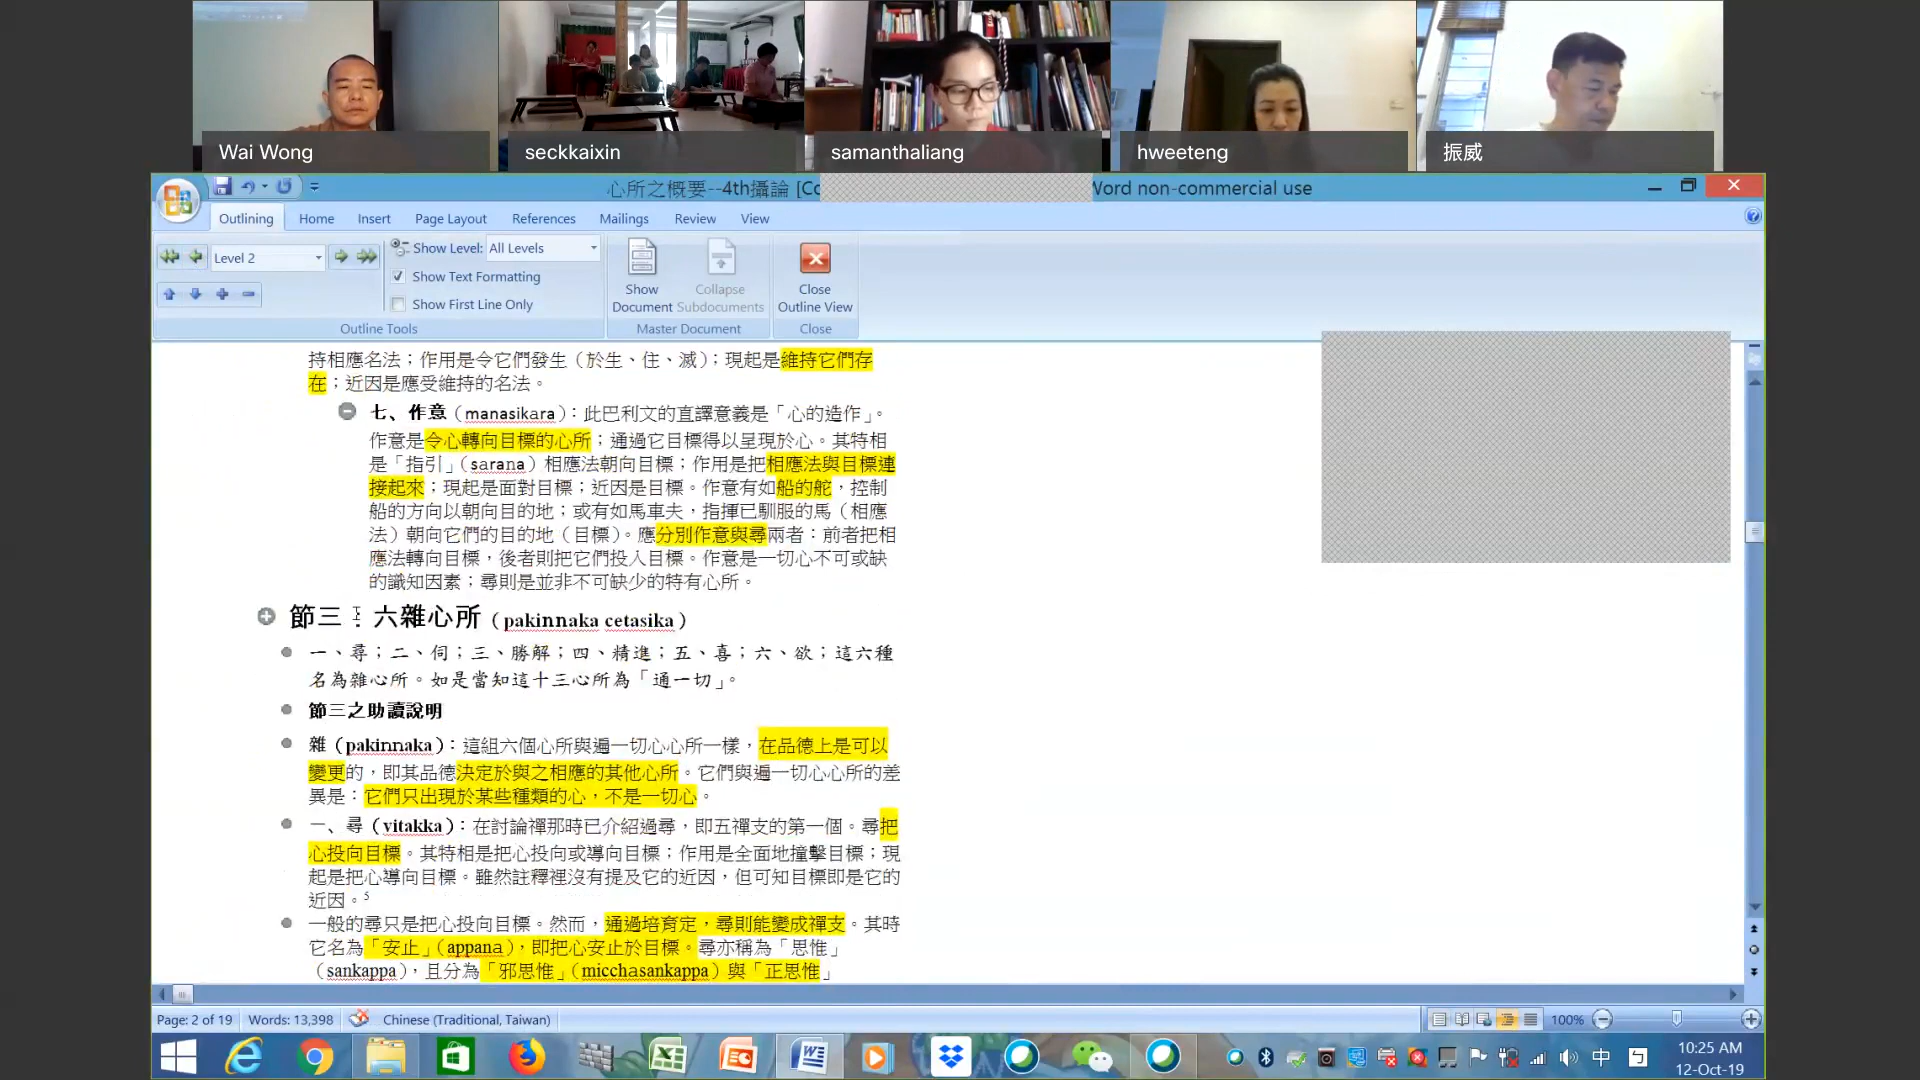 Wai Wong
seckkaixin
samanthaliang
hweeteng
振威
心所之概要--4th攝論 [Co
Word non-commercial use
Outlining
Home
Insert
Page Layout
References
Mailings
Review
View
Level 2
Show Level:
All Levels
Show Text Formatting
Show First Line Only
Outline Tools
Show
Document
Collapse
Subdocuments
Master Document
Close
Outline View
Close
持相應名法；作用是令它們發生（於生、住、滅）；現起是維持它們存
在；近因是應受維持的名法。
七、作意（manasikara）：此巴利文的直譯意義是「心的造作」。
作意是令心轉向目標的心所；通過它目標得以呈現於心。其特相
是「指引」（sarana）相應法朝向目標；作用是把相應法與目標連
接起來；現起是面對目標；近因是目標。作意有如船的舵，控制
船的方向以朝向目的地；或有如馬車夫，指揮已馴服的馬（相應
法）朝向它們的目的地（目標）。應分別作意與尋兩者：前者把相
應法轉向目標，後者則把它們投入目標。作意是一切心不可或缺
的識知因素；尋則是並非不可缺少的特有心所。
節三：六雜心所（pakinnaka cetasika）
一、尋；二、伺；三、勝解；四、精進；五、喜；六、欲；這六種
名為雜心所。如是當知這十三心所為「通一切」。
節三之助讀說明
雜（pakinnaka）：這組六個心所與遍一切心心所一樣，在品德上是可以
變更的，即其品德決定於與之相應的其他心所。它們與遍一切心心所的差
異是：它們只出現於某些種類的心，不是一切心。
一、尋（vitakka）：在討論禪那時已介紹過尋，即五禪支的第一個。尋把
心投向目標。其特相是把心投向或導向目標；作用是全面地撞擊目標；現
起是把心導向目標。雖然註釋裡沒有提及它的近因，但可知目標即是它的
近因。5
一般的尋只是把心投向目標。然而，通過培育定，尋則能變成禪支。其時
它名為「安止」（appana），即把心安止於目標。尋亦稱為「思惟」
（sankappa），且分為「邪思惟」（micchasankappa）與「正思惟」
Page: 2 of 19
Words: 13,398
Chinese (Traditional, Taiwan)
100%
中
ㄅ
10:25 AM
12-Oct-19